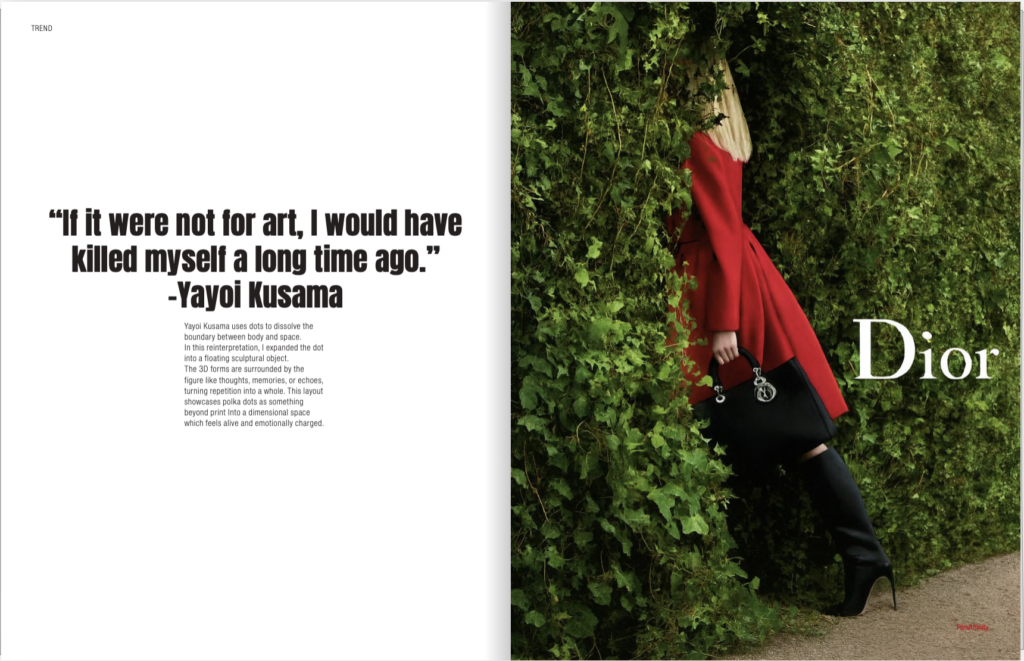 TREND
“If it were not for art, I would have
killed myself a long time ago.”
-Yayoi Kusama
Yayoi Kusama uses dots to dissolve the
boundary between body and space.
In this reinterpretation, I expanded the dot
into a floating sculptural object.
The 3D forms are surrounded by the
figure like thoughts, memories, or echoes,
turning repetition into a whole. This layout
showcases polka dots as something
beyond print Into a dimensional space
which feels alive and emotionally charged.
Dior